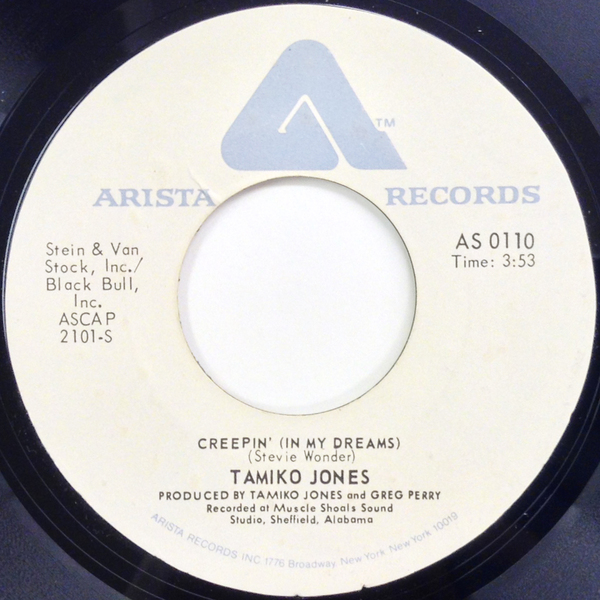 TM
ARISTA RECORDS
Stein & Van
Stock, Inc./
Black Bull,
Inc.
ASCAP
2101-S
AS 0110
Time: 3:53
CREEPIN' (IN MY DREAMS)
(Stevie Wonder)
TAMIKO JONES
PRODUCED BY TAMIKO JONES and GREG PERRY
Recorded at Muscle Shoals Sound
Studio, Sheffield, Alabama
ARISTA RECORDS INC 1776 Broadway, New York, New York 10019